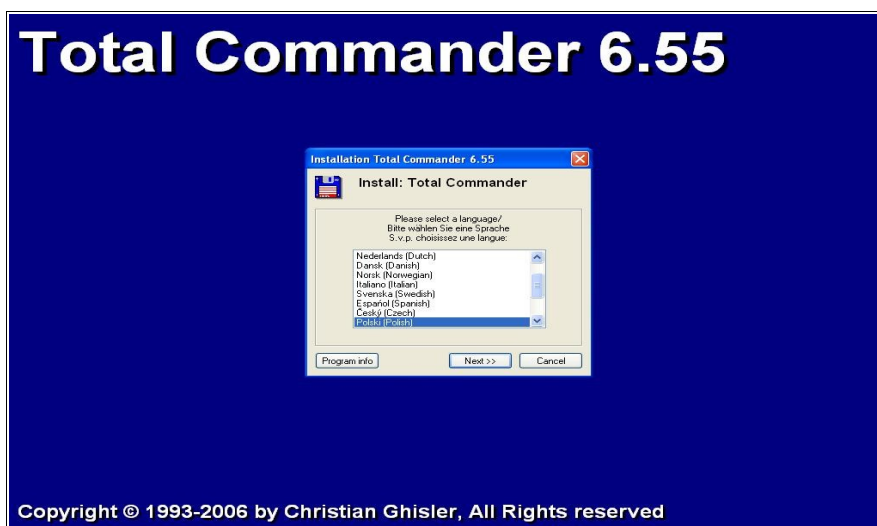 Total Commander 6.55
Installation Total Commander 6.55
Install: Total Commander
Please select a language/
Bitte wählen Sie eine Sprache
S.v.p. choisissez une langue:
Nederlands (Dutch)
Dansk (Danish)
Norsk (Norwegian)
Italiano (Italian)
Svenska (Swedish)
Español (Spanish)
Český (Czech)
Polski (Polish)
Program info
Next >>
Cancel
Copyright © 1993-2006 by Christian Ghisler, All Rights reserved